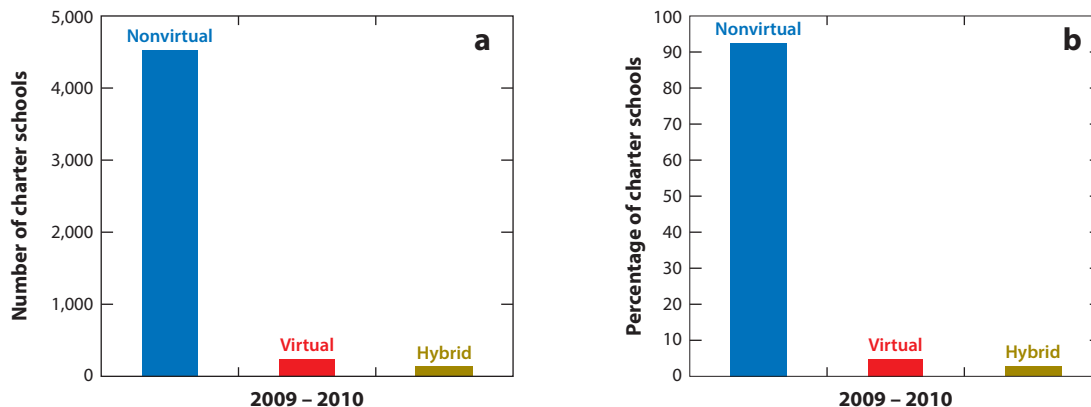 a
Number of charter schools
5,000
4,000
3,000
2,000
1,000
0
Nonvirtual
Virtual
Hybrid
2009 – 2010
b
Percentage of charter schools
100
90
80
70
60
50
40
30
20
10
0
Nonvirtual
Virtual
Hybrid
2009 – 2010